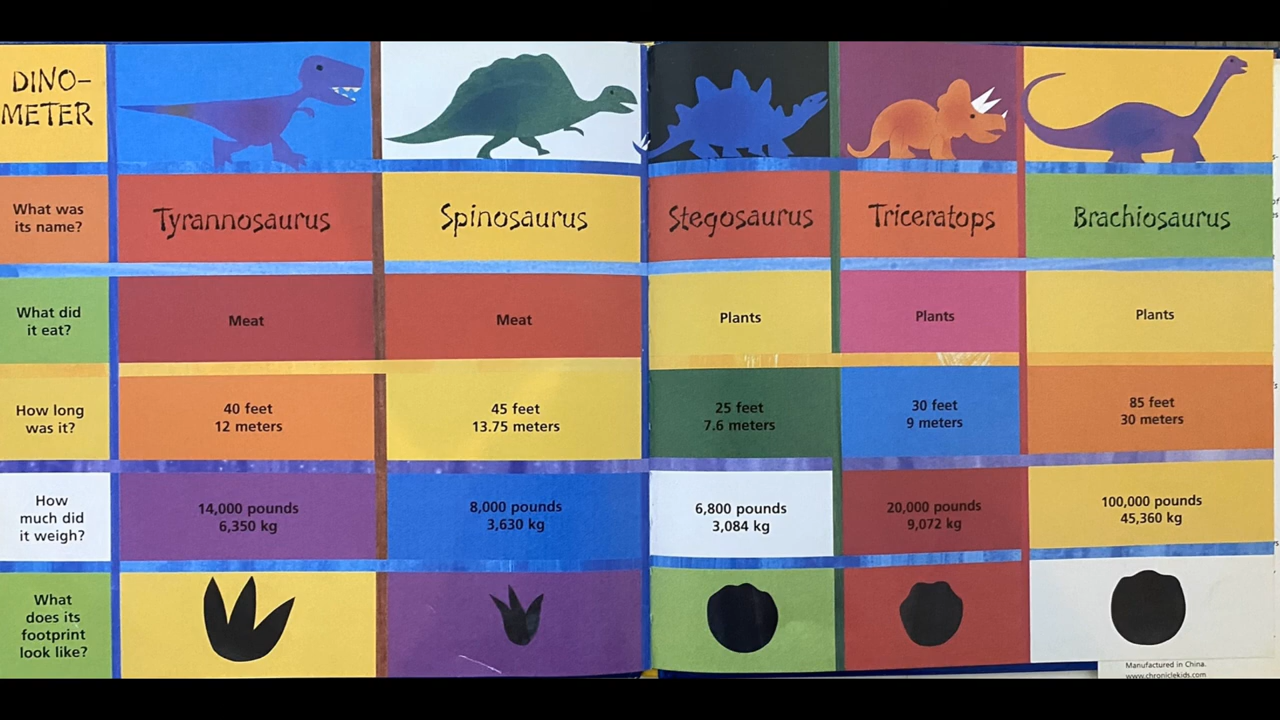 DINO-
METER
What was
its name?
Tyrannosaurus
Spinosaurus
Stegosaurus
Triceratops
Brachiosaurus
What did
it eat?
Meat
Meat
Plants
Plants
Plants
How long
was it?
40 feet
12 meters
45 feet
13.75 meters
25 feet
7.6 meters
30 feet
9 meters
85 feet
30 meters
How
much did
it weigh?
14,000 pounds
6,350 kg
8,000 pounds
3,630 kg
6,800 pounds
3,084 kg
20,000 pounds
9,072 kg
100,000 pounds
45,360 kg
What
does its
footprint
look like?
Manufactured in China.
www.chroniclekids.com